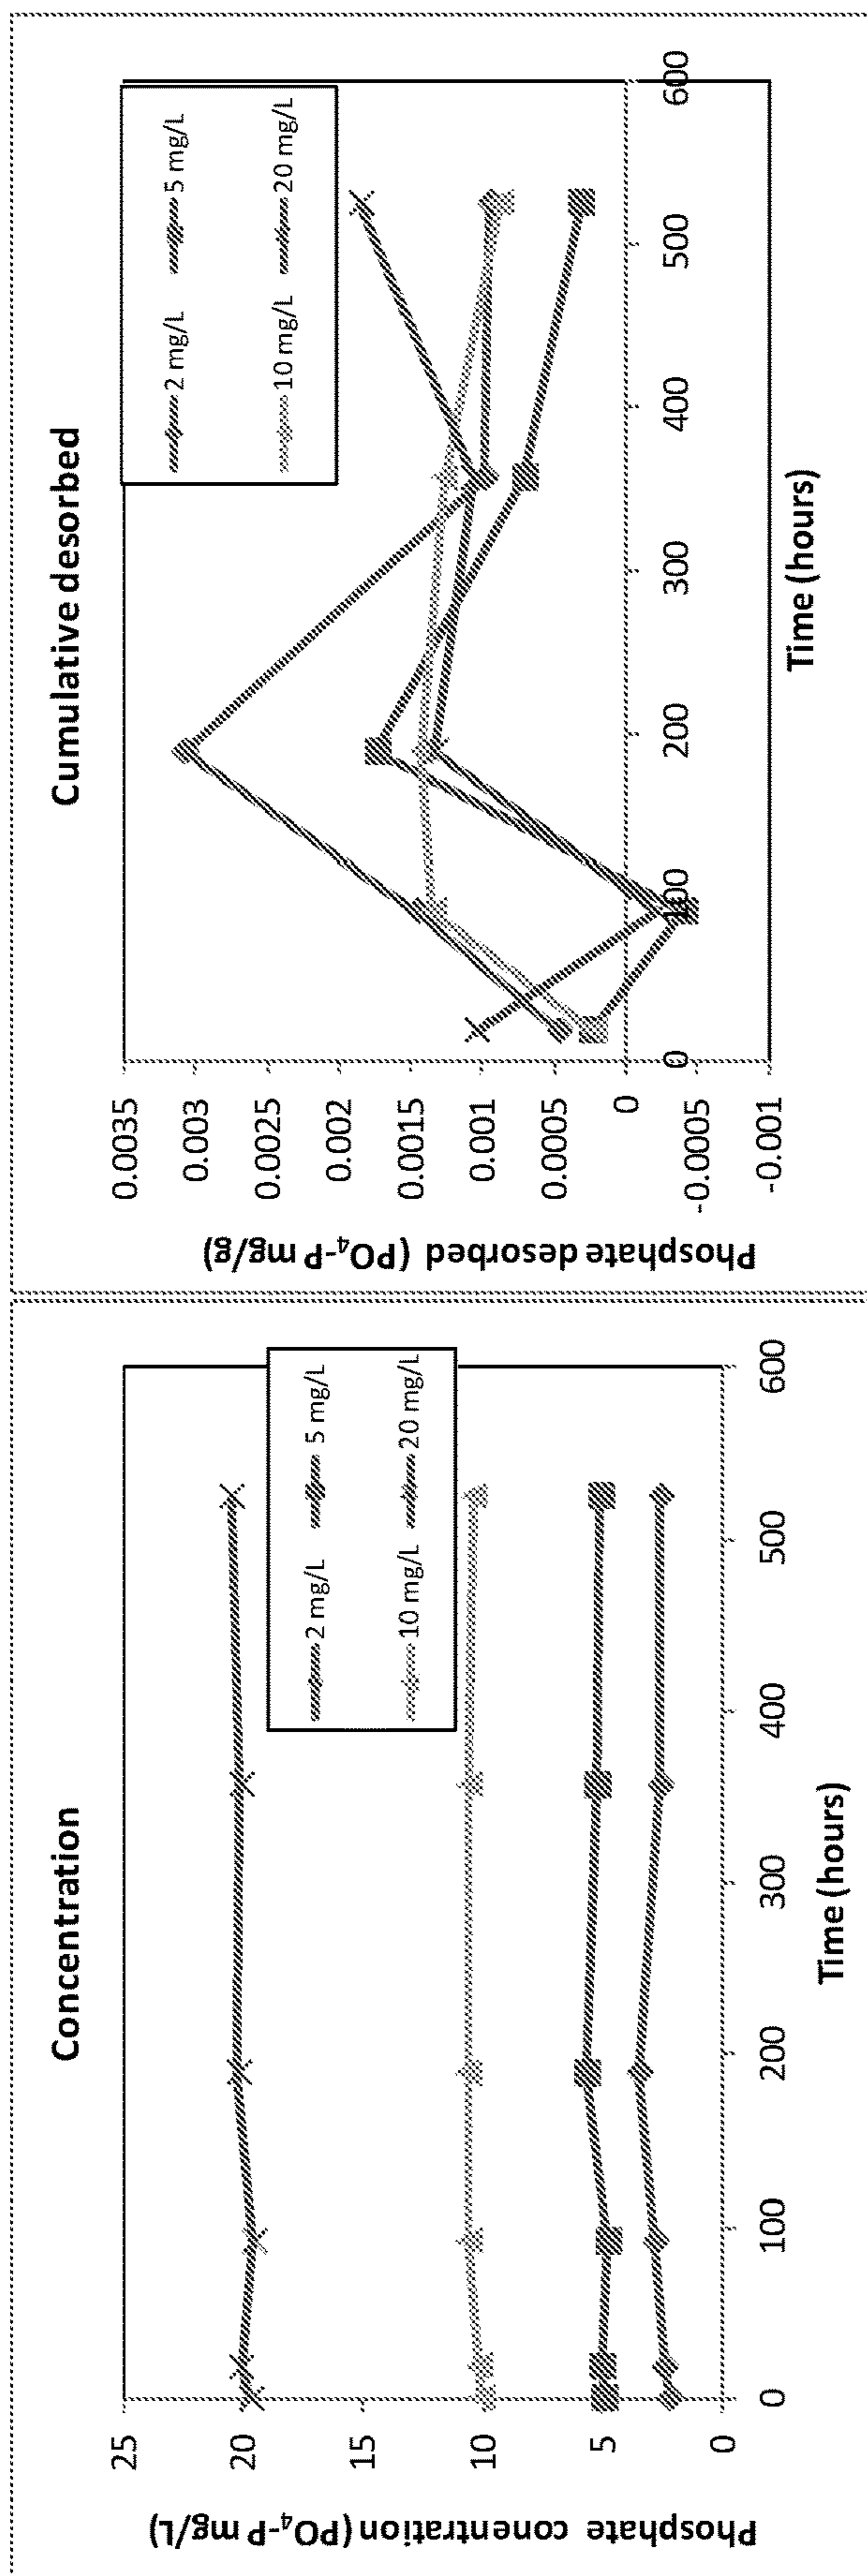 Concentration
Phosphate concentration (PO₄-P mg/L)
25
20
15
10
5
0
2 mg/L
5 mg/L
10 mg/L
20 mg/L
0
100
200
300
400
500
600
Time (hours)
Cumulative desorbed
Phosphate desorbed (PO₄-P mg/g)
0.0035
0.003
0.0025
0.002
0.0015
0.001
0.0005
0
-0.0005
-0.001
2 mg/L
5 mg/L
10 mg/L
20 mg/L
0
100
200
300
400
500
600
Time (hours)